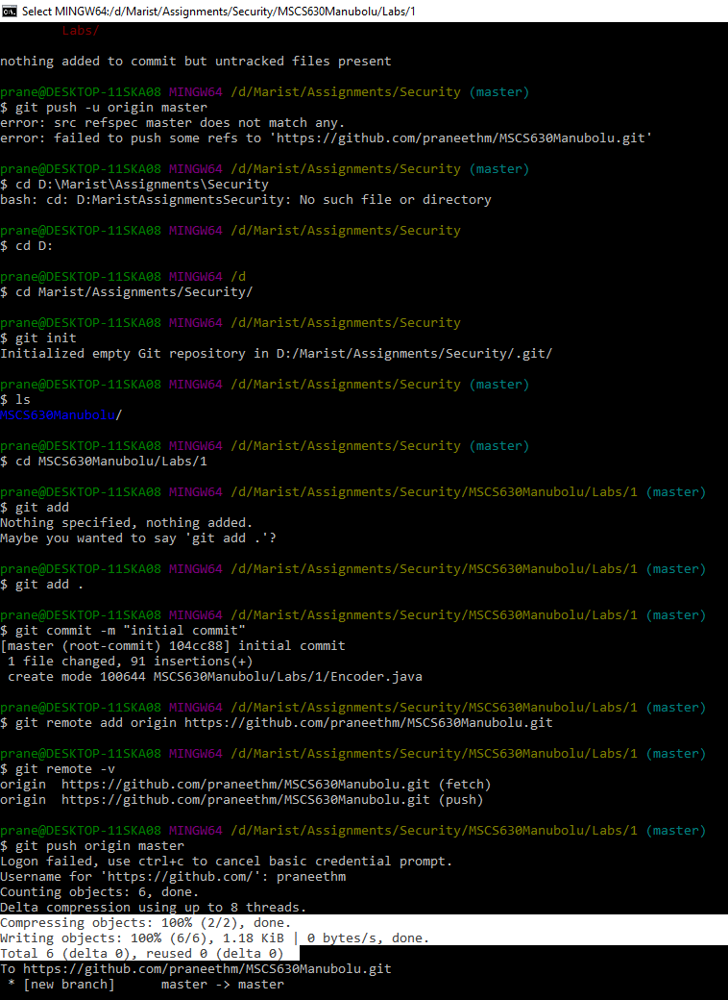 Select MINGW64:/d/Marist/Assignments/Security/MSCS630Manubolu/Labs/1
Labs/
nothing added to commit but untracked files present
prane@DESKTOP-11SKA08 MINGW64 /d/Marist/Assignments/Security (master)
$ git push -u origin master
error: src refspec master does not match any.
error: failed to push some refs to 'https://github.com/praneethm/MSCS630Manubolu.git'
prane@DESKTOP-11SKA08 MINGW64 /d/Marist/Assignments/Security (master)
$ cd D:\Marist\Assignments\Security
bash: cd: D:MaristAssignmentsSecurity: No such file or directory
prane@DESKTOP-11SKA08 MINGW64 /d/Marist/Assignments/Security
$ cd D:
prane@DESKTOP-11SKA08 MINGW64 /d
$ cd Marist/Assignments/Security/
prane@DESKTOP-11SKA08 MINGW64 /d/Marist/Assignments/Security
$ git init
Initialized empty Git repository in D:/Marist/Assignments/Security/.git/
prane@DESKTOP-11SKA08 MINGW64 /d/Marist/Assignments/Security (master)
$ ls
MSCS630Manubolu/
prane@DESKTOP-11SKA08 MINGW64 /d/Marist/Assignments/Security (master)
$ cd MSCS630Manubolu/Labs/1
prane@DESKTOP-11SKA08 MINGW64 /d/Marist/Assignments/Security/MSCS630Manubolu/Labs/1 (master)
$ git add
Nothing specified, nothing added.
Maybe you wanted to say 'git add .'?
prane@DESKTOP-11SKA08 MINGW64 /d/Marist/Assignments/Security/MSCS630Manubolu/Labs/1 (master)
$ git add .
prane@DESKTOP-11SKA08 MINGW64 /d/Marist/Assignments/Security/MSCS630Manubolu/Labs/1 (master)
$ git commit -m "initial commit"
[master (root-commit) 104cc88] initial commit
1 file changed, 91 insertions(+)
create mode 100644 MSCS630Manubolu/Labs/1/Encoder.java
prane@DESKTOP-11SKA08 MINGW64 /d/Marist/Assignments/Security/MSCS630Manubolu/Labs/1 (master)
$ git remote add origin https://github.com/praneethm/MSCS630Manubolu.git
prane@DESKTOP-11SKA08 MINGW64 /d/Marist/Assignments/Security/MSCS630Manubolu/Labs/1 (master)
$ git remote -v
origin  https://github.com/praneethm/MSCS630Manubolu.git (fetch)
origin  https://github.com/praneethm/MSCS630Manubolu.git (push)
prane@DESKTOP-11SKA08 MINGW64 /d/Marist/Assignments/Security/MSCS630Manubolu/Labs/1 (master)
$ git push origin master
Logon failed, use ctrl+c to cancel basic credential prompt.
Username for 'https://github.com/': praneethm
Counting objects: 6, done.
Delta compression using up to 8 threads.
Compressing objects: 100% (2/2), done.
Writing objects: 100% (6/6), 1.18 KiB | 0 bytes/s, done.
Total 6 (delta 0), reused 0 (delta 0)
To https://github.com/praneethm/MSCS630Manubolu.git
* [new branch]      master -> master